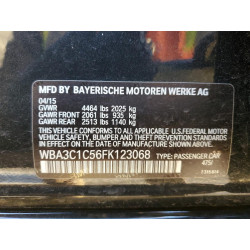 MFD BY BAYERISCHE MOTOREN WERKE AG
04/15
GVWR 4464 lbs 2025 kg
GAWR FRONT 2061 lbs 935 kg
GAWR REAR 2513 lbs 1140 kg
THIS VEHICLE CONFORMS TO ALL APPLICABLE
FEDERAL MOTOR VEHICLE SAFETY, BUMPER, AND
THEFT PREVENTION STANDARDS IN
EFFECT ON THE DATE OF MANUFACTURE SHOWN ABOVE.
WBA3C1C56FK123068 TYPE: PASSENGER CAR
475/